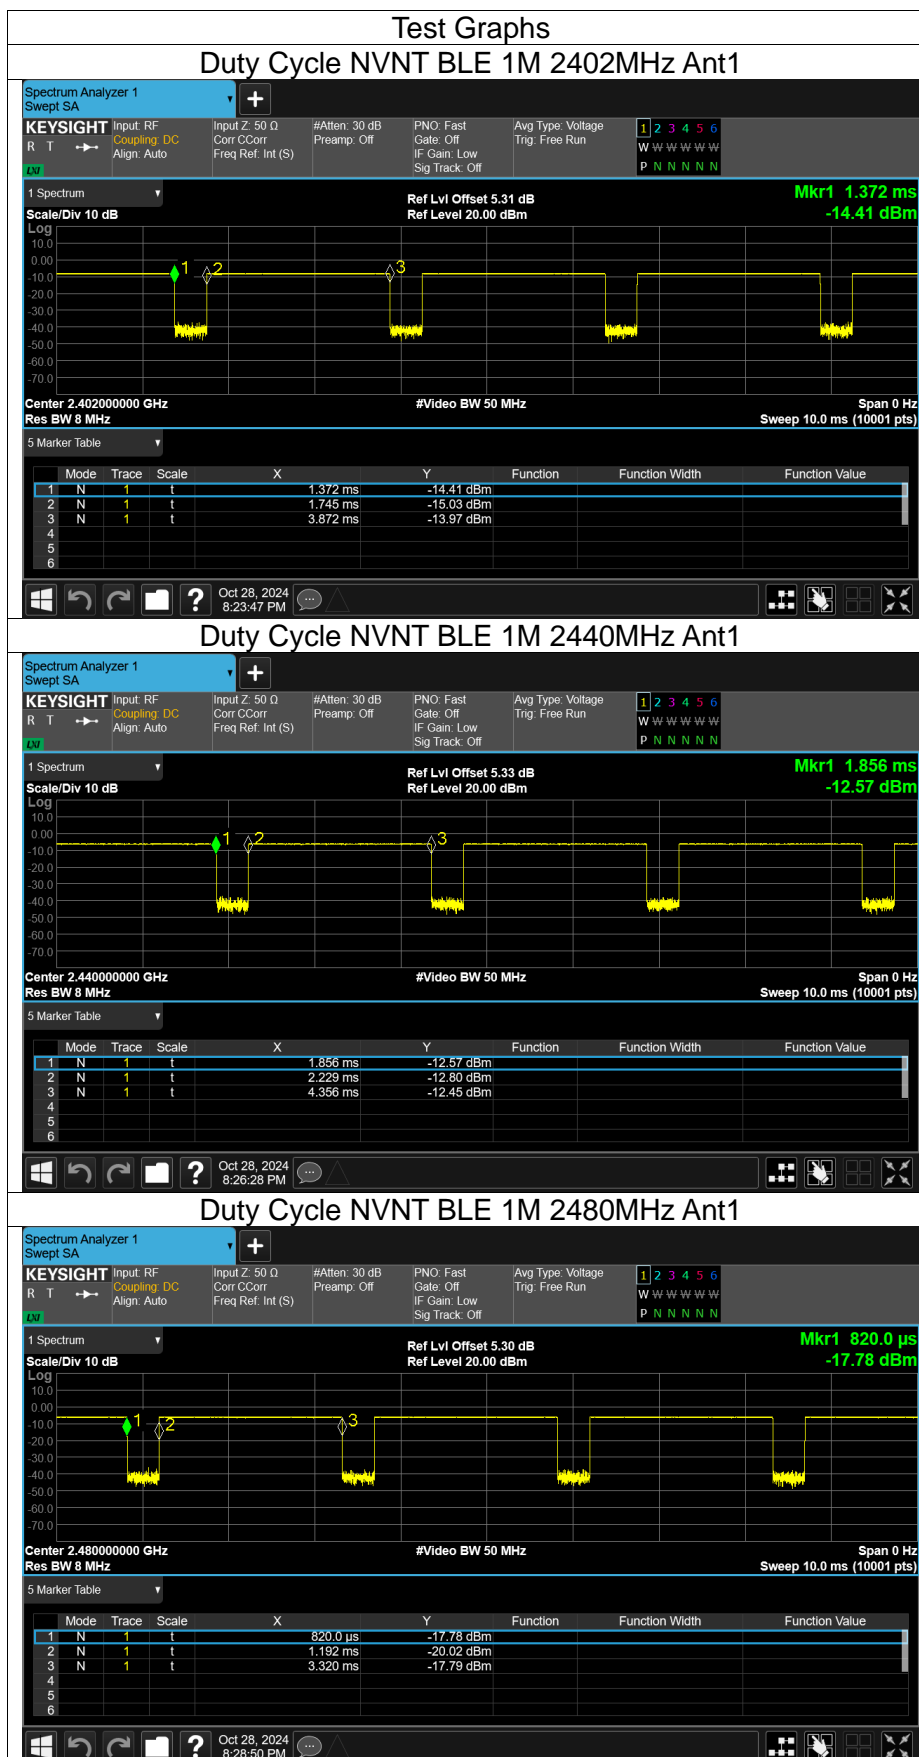 Test Graphs
Duty Cycle NVNT BLE 1M 2402MHz Ant1
Spectrum Analyzer 1
Swept SA
KEYSIGHT Input: RF Input Z: 50 Ω #Atten: 30 dB PNO: Fast Avg Type: Voltage 1 2 3 4 5 6
R T Coupling: DC Corr CCorr Preamp: Off Gate: Off Trig: Free Run W W W W W W
Align: Auto Freq Ref: Int (S) IF Gain: Low
LXI Sig Track: Off P N N N N N
1 Spectrum Ref Lvl Offset 5.31 dB Mkr1 1.372 ms
Scale/Div 10 dB Ref Level 20.00 dBm -14.41 dBm
Log
10.0
0.00 1 2 3
-10.0
-20.0
-30.0
-40.0
-50.0
-60.0
-70.0
Center 2.402000000 GHz #Video BW 50 MHz Span 0 Hz
Res BW 8 MHz Sweep 10.0 ms (10001 pts)
5 Marker Table
Mode Trace Scale X Y Function Function Width Function Value
1 N 1 t 1.372 ms -14.41 dBm
2 N 1 t 1.745 ms -15.03 dBm
3 N 1 t 3.872 ms -13.97 dBm
4
5
6
? Oct 28, 2024
8:23:47 PM
Duty Cycle NVNT BLE 1M 2440MHz Ant1
Spectrum Analyzer 1
Swept SA
KEYSIGHT Input: RF Input Z: 50 Ω #Atten: 30 dB PNO: Fast Avg Type: Voltage 1 2 3 4 5 6
R T Coupling: DC Corr CCorr Preamp: Off Gate: Off Trig: Free Run W W W W W W
Align: Auto Freq Ref: Int (S) IF Gain: Low
LXI Sig Track: Off P N N N N N
1 Spectrum Ref Lvl Offset 5.33 dB Mkr1 1.856 ms
Scale/Div 10 dB Ref Level 20.00 dBm -12.57 dBm
Log
10.0
0.00 1 2 3
-10.0
-20.0
-30.0
-40.0
-50.0
-60.0
-70.0
Center 2.440000000 GHz #Video BW 50 MHz Span 0 Hz
Res BW 8 MHz Sweep 10.0 ms (10001 pts)
5 Marker Table
Mode Trace Scale X Y Function Function Width Function Value
1 N 1 t 1.856 ms -12.57 dBm
2 N 1 t 2.229 ms -12.80 dBm
3 N 1 t 4.356 ms -12.45 dBm
4
5
6
? Oct 28, 2024
8:26:28 PM
Duty Cycle NVNT BLE 1M 2480MHz Ant1
Spectrum Analyzer 1
Swept SA
KEYSIGHT Input: RF Input Z: 50 Ω #Atten: 30 dB PNO: Fast Avg Type: Voltage 1 2 3 4 5 6
R T Coupling: DC Corr CCorr Preamp: Off Gate: Off Trig: Free Run W W W W W W
Align: Auto Freq Ref: Int (S) IF Gain: Low
LXI Sig Track: Off P N N N N N
1 Spectrum Ref Lvl Offset 5.30 dB Mkr1 820.0 µs
Scale/Div 10 dB Ref Level 20.00 dBm -17.78 dBm
Log
10.0
0.00
-10.0 1 2 3
-20.0
-30.0
-40.0
-50.0
-60.0
-70.0
Center 2.480000000 GHz #Video BW 50 MHz Span 0 Hz
Res BW 8 MHz Sweep 10.0 ms (10001 pts)
5 Marker Table
Mode Trace Scale X Y Function Function Width Function Value
1 N 1 t 820.0 µs -17.78 dBm
2 N 1 t 1.192 ms -20.02 dBm
3 N 1 t 3.320 ms -17.79 dBm
4
5
6
? Oct 28, 2024
8:28:50 PM